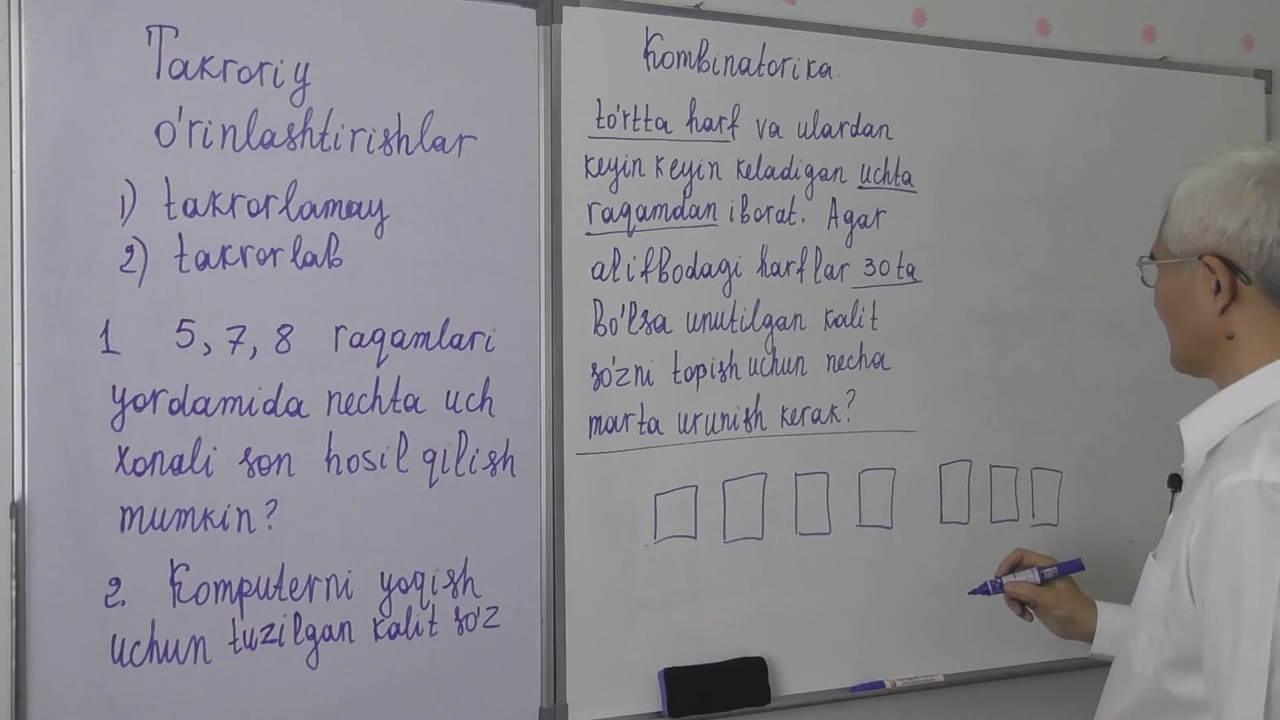 Takroriy
o'rinlashtirishlar
1) takrorlamay
2) takrorlab
1 5, 7, 8 raqamlari
yordamida nechta uch
xonali son hosil qilish
mumkin?
2. Komputerni yoqish
uchun tuzilgan kalit so'z
Kombinatorika.
to'rtta harf va ulardan
keyin keyin keladigan uchta
raqamdan iborat. Agar
alifbodagi harflar 30 ta
bo'lsa unutilgan kalit
so'zni topish uchun necha
marta urunish kerak?